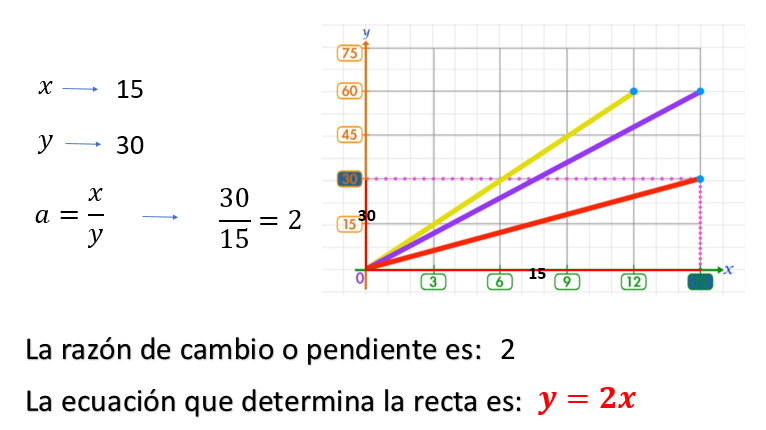 x → 15
y → 30
a = x/y → 30/15 = 2
y
75
60
45
30
30
15
0
3
6
15
9
12
x
La razón de cambio o pendiente es: 2
La ecuación que determina la recta es: y = 2x